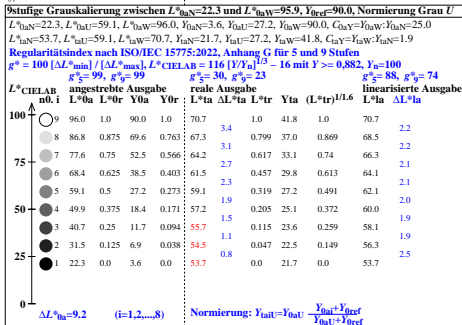 9stufige Grauskalierung zwischen L*0aN=22.3 und L*0aW=95.9, Y0ref=90.0, Normierung Grau U
L*0aN=22.3, L*0aU=59.1, L*0aW=96.0, Y0aN=3.6, Y0aU=27.2, Y0aW=90.0, C0aY=Y0aW:Y0aN=25.0
L*taN=53.7, L*taU=59.1, L*taW=70.7, YtaN=21.7, YtaU=27.2, YtaW=41.8, CtaY=YtaW:YtaN=1.9
Regularitätsindex nach ISO/IEC 15775:2022, Anhang G für 5 und 9 Stufen
g* = 100 [ΔL*min] / [ΔL*max], L*CIELAB = 116 [Y/Yn]1/3 − 16 mit Y >= 0,882, Yn=100
g*5= 99, g*9= 99 g*5= 30, g*9= 23 g*5= 88, g*9= 74
L*CIELAB angestrebte Ausgabe reale Ausgabe linearisierte Ausgabe
n0. i L*0a L*0r Y0a Y0r L*ta ΔL*ta L*tr Yta (L*tr)1/1.6 L*la ΔL*la
9 96.0 1.0 90.0 1.0 70.7 1.0 41.8 1.0 70.7
3.4 2.2
100
8 86.8 0.875 69.6 0.763 67.3 0.799 37.0 0.869 68.5
3.1 2.2
7 77.6 0.75 52.5 0.566 64.2 0.617 33.1 0.74 66.3
75
2.7 2.1
6 68.4 0.625 38.5 0.403 61.5 0.457 29.8 0.613 64.1
2.3 2.1
5 59.1 0.5 27.2 0.273 59.1 0.319 27.2 0.491 62.1
1.9 2.0
50
4 49.9 0.375 18.4 0.171 57.2 0.205 25.1 0.372 60.0
1.5 1.9
3 40.7 0.25 11.7 0.094 55.7 0.115 23.6 0.259 58.1
1.1 1.9
2 31.5 0.125 6.9 0.038 54.5 0.047 22.5 0.149 56.3
25
0.8 2.5
1 22.3 0.0 3.6 0.0 53.7 0.0 21.7 0.0 53.7
0
ΔL*0a=9.2 (i=1,2,...,8) Normierung: YtaiU=Y0aU Y0ai+Y0ref
Y0aU+Y0ref